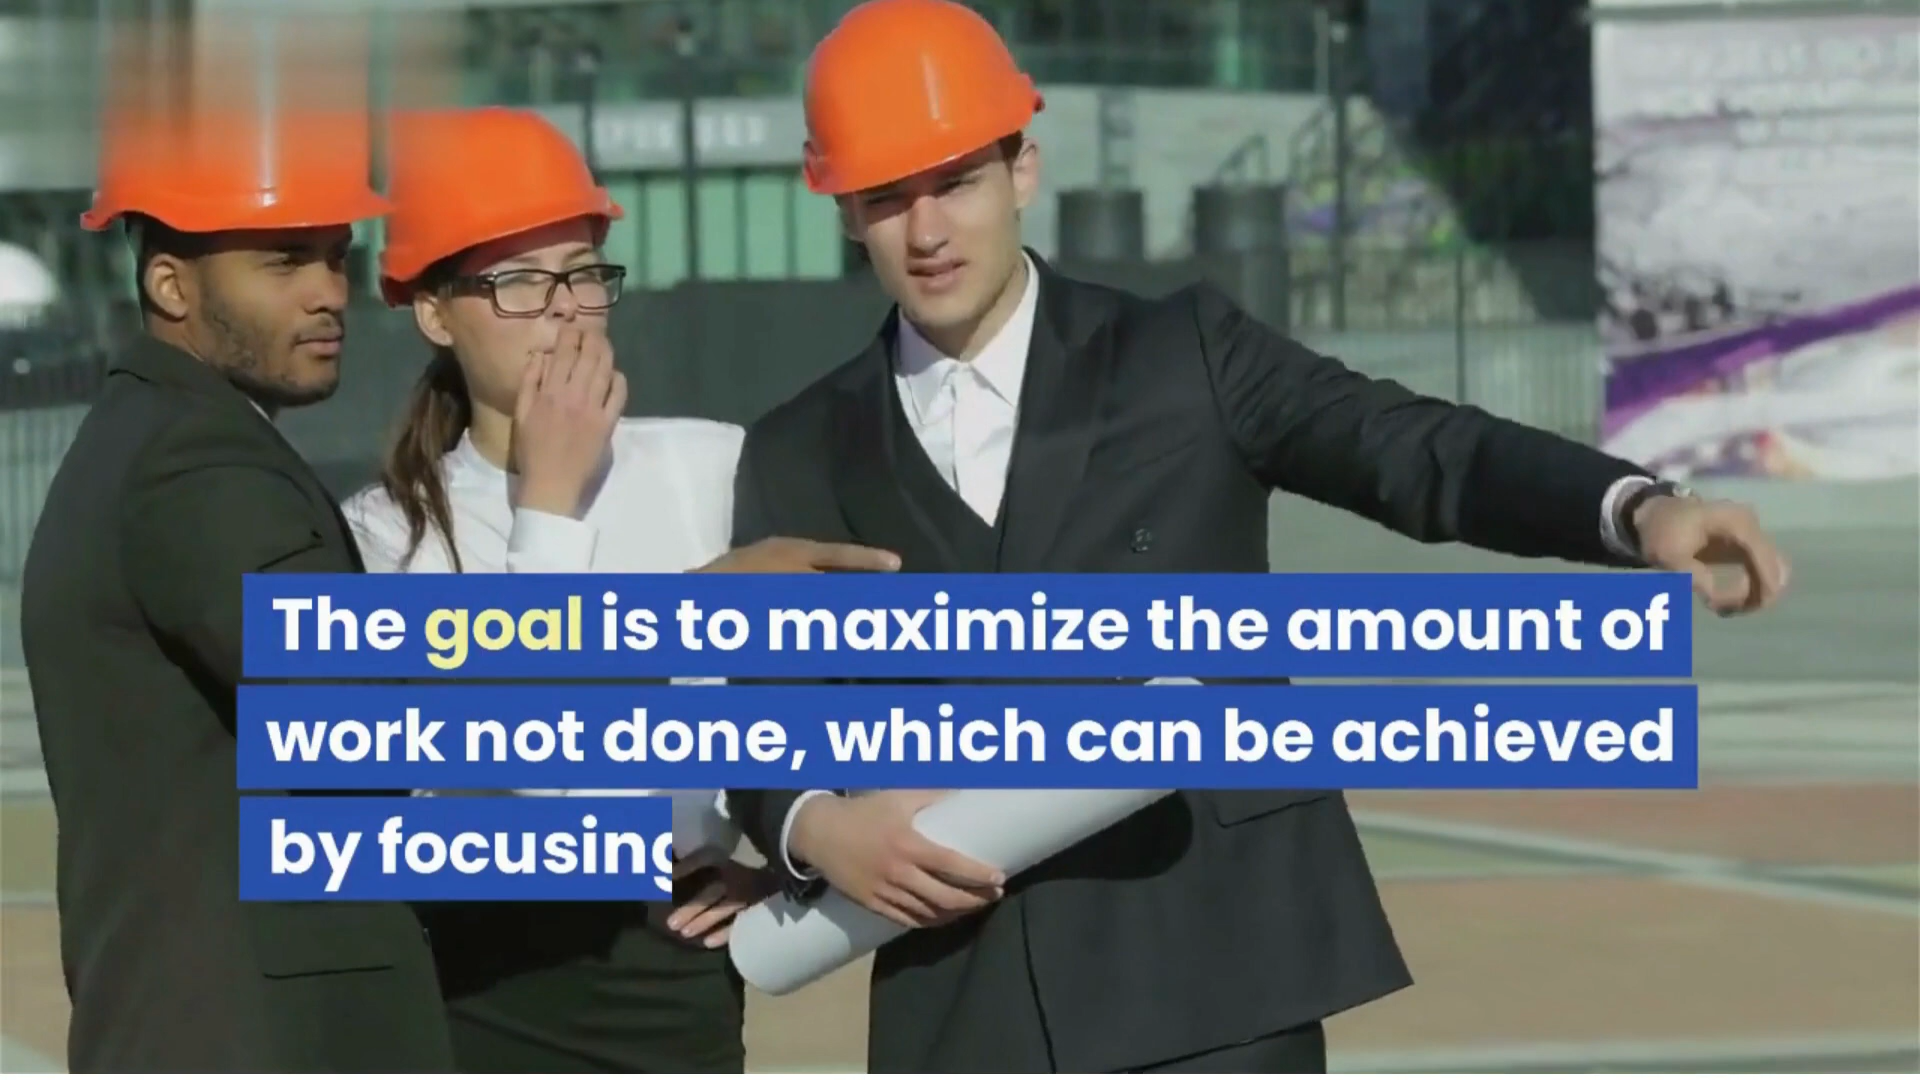 The goal is to maximize the amount of
work not done, which can be achieved
by focusing